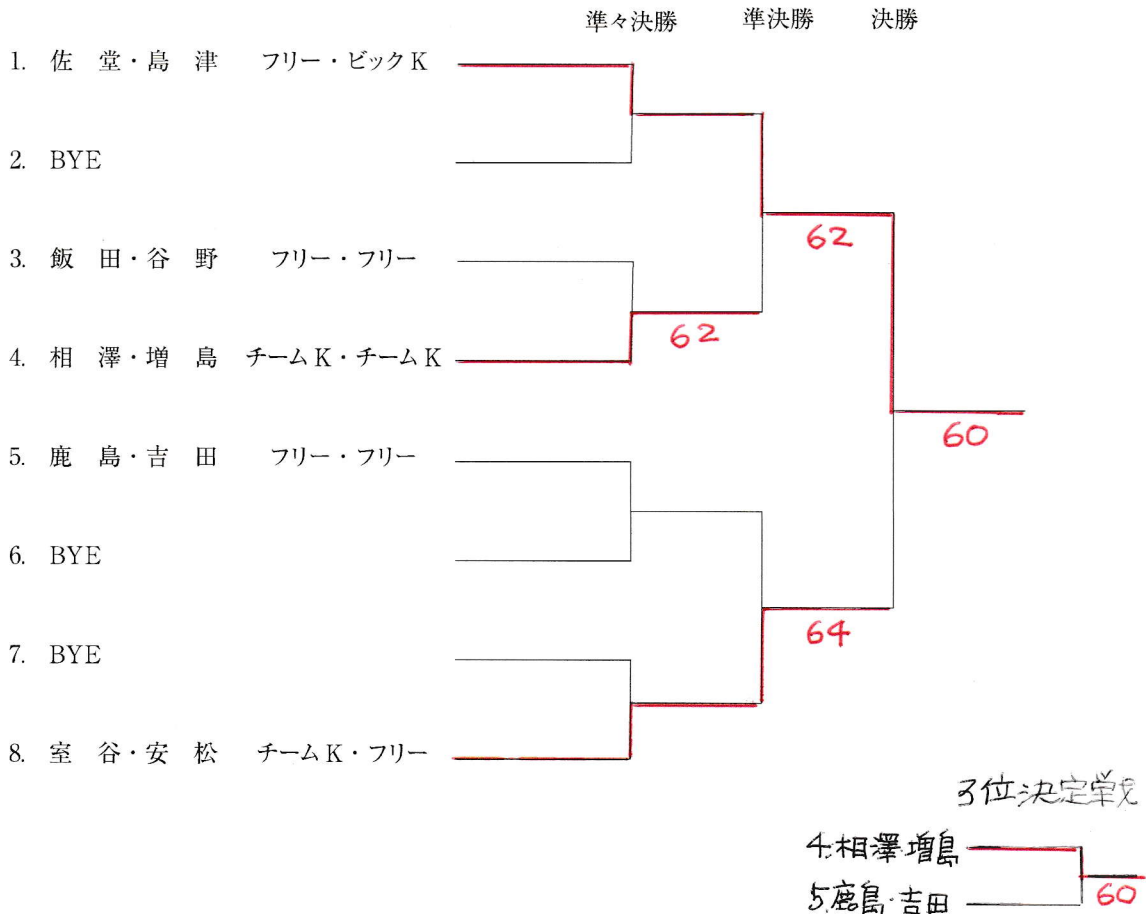 準々決勝 準決勝 決勝
1. 佐 堂・島 津 フリー・ビックK
2. BYE
3. 飯 田・谷 野 フリー・フリー
62
62
4. 相 澤・増 島 チームK・チームK
5. 鹿 島・吉 田 フリー・フリー
60
6. BYE
64
7. BYE
8. 室 谷・安 松 チームK・フリー
3位決定戦
4.相澤・増島
5.鹿島・吉田
60